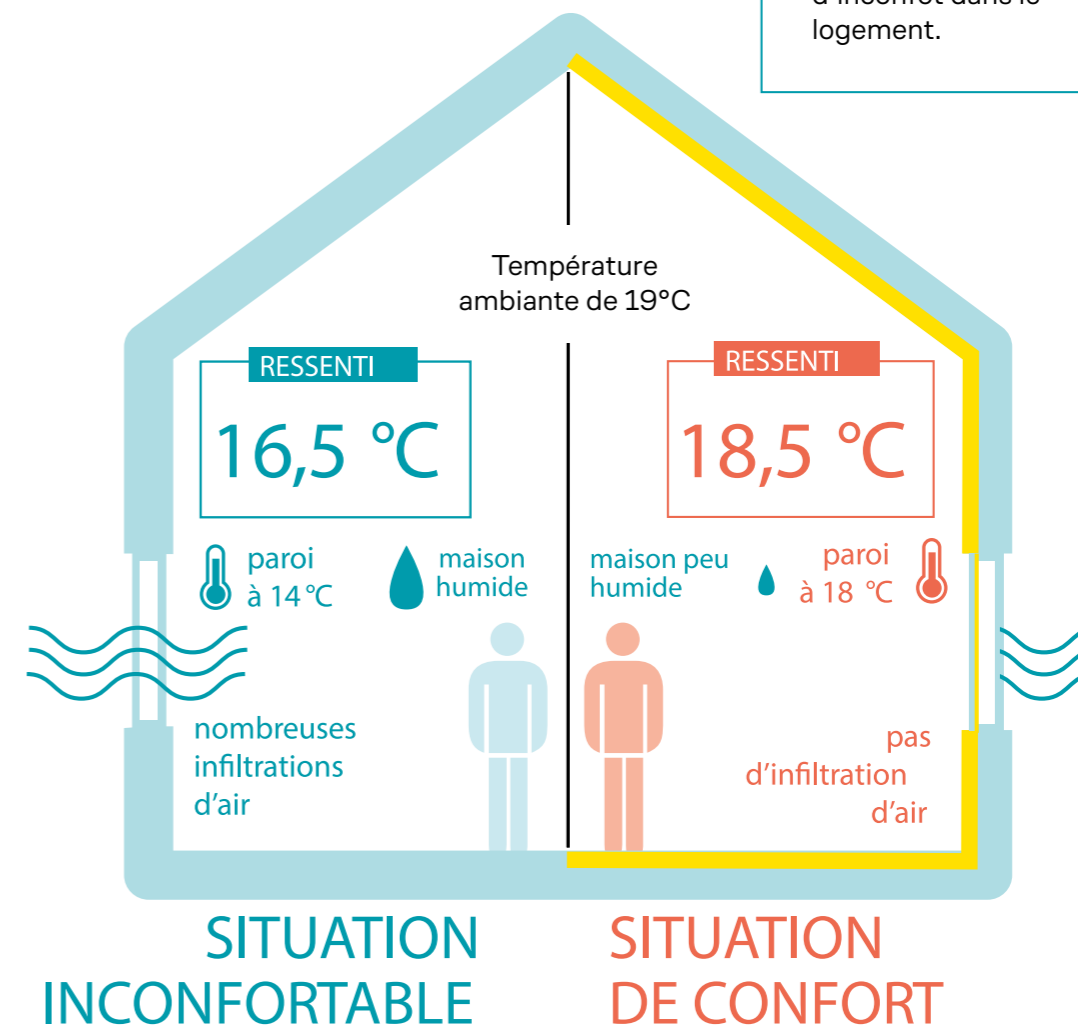 logement.
Température
ambiante de 19°C
RESSENTI
16,5 °C
paroi
à 14 °C
maison
humide
nombreuses
infiltrations
d'air
RESSENTI
18,5 °C
maison peu
humide
paroi
à 18 °C
pas
d'infiltration
d'air
SITUATION
INCONFORTABLE
SITUATION
DE CONFORT